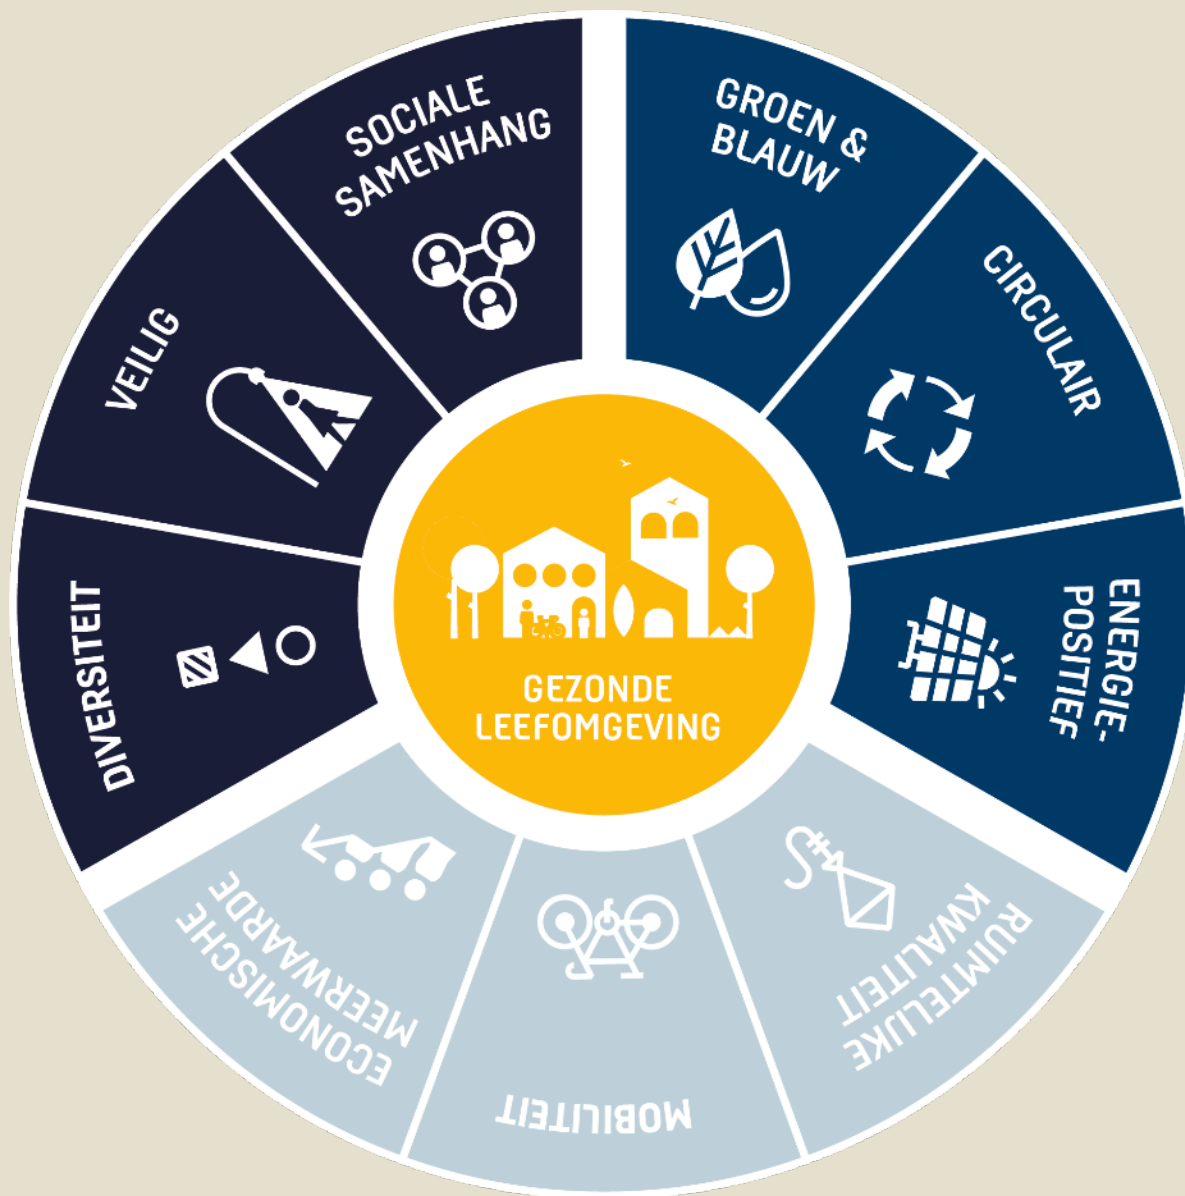 GROEN &
BLAUW
CIRCULAIR
ENERGIE-
POSITIEF
RUIMTELIJKE
KWALITEIT
MOBILITEIT
ECONOMISCHE
MEERWAARDE
DIVERSITEIT
VEILIG
SOCIALE
SAMENHANG
GEZONDE
LEEFOMGEVING